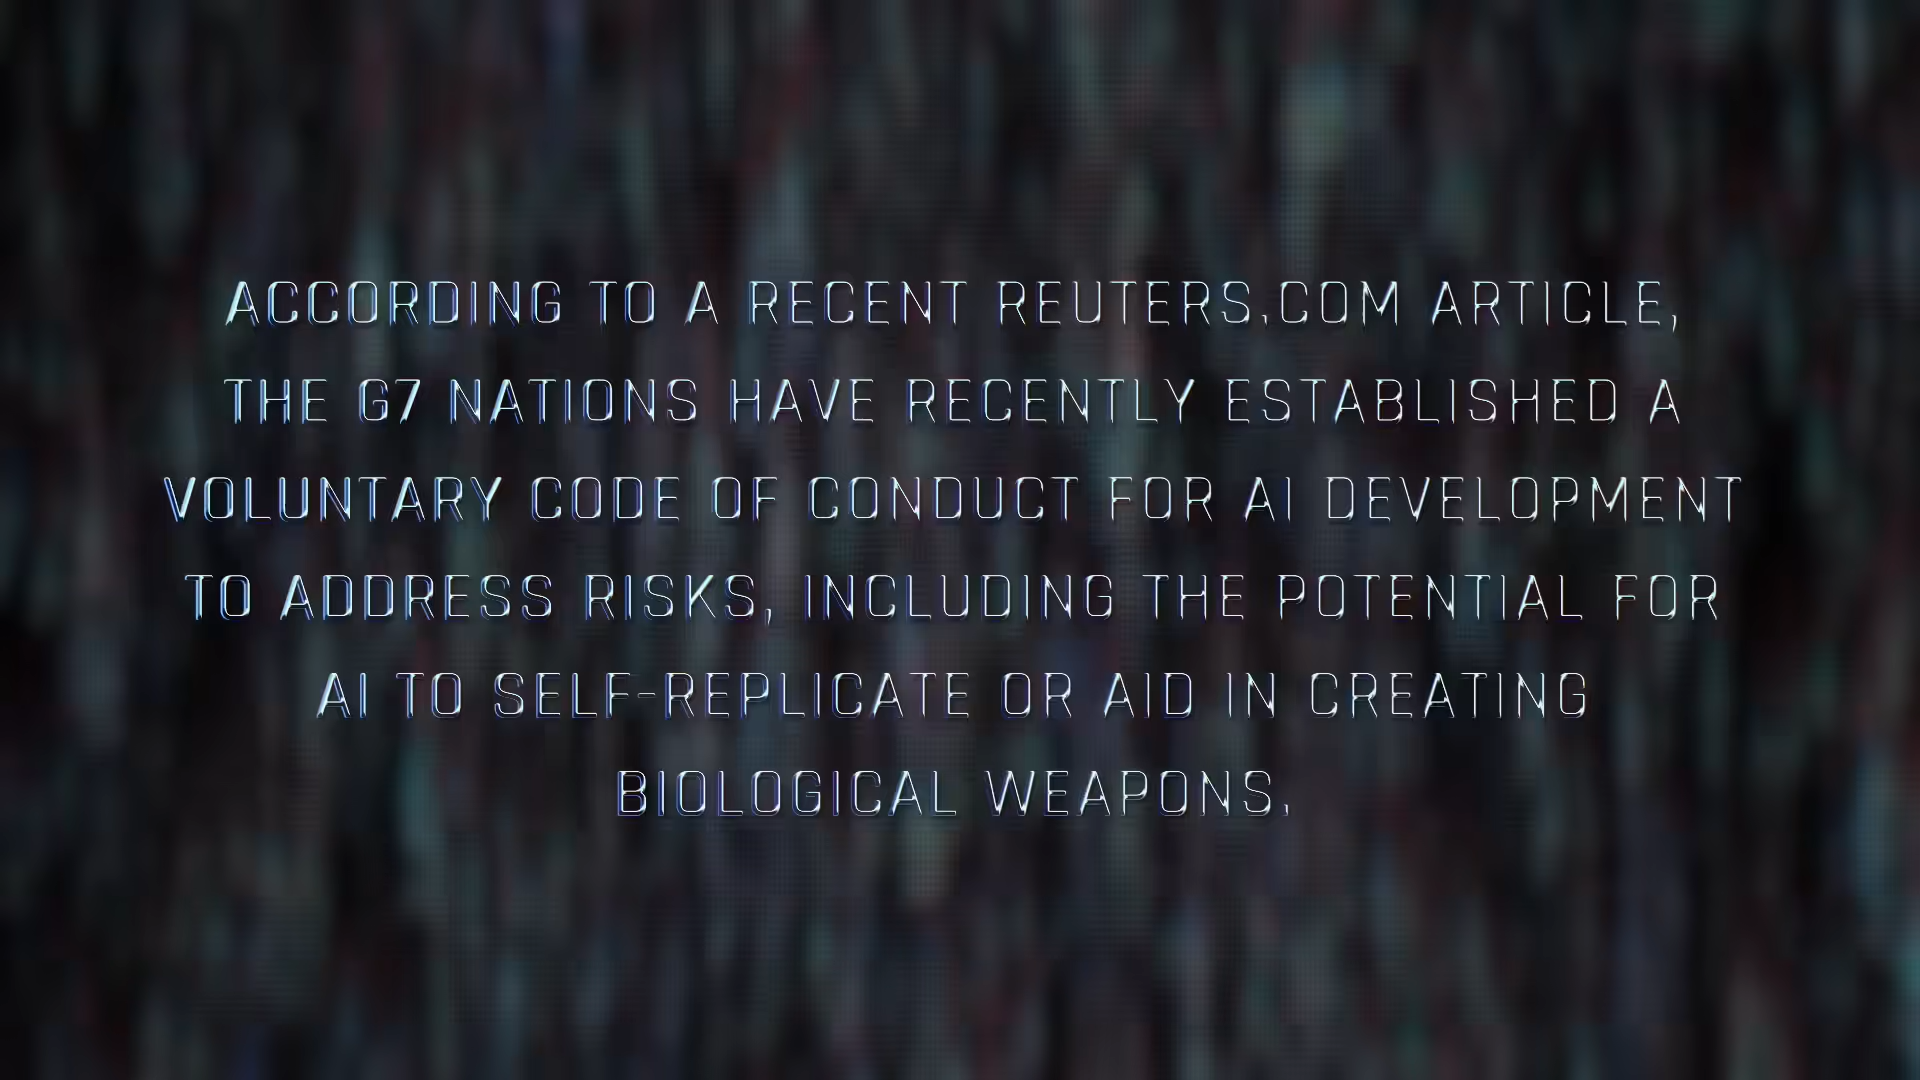 ACCORDING TO A RECENT REUTERS.COM ARTICLE,
THE G7 NATIONS HAVE RECENTLY ESTABLISHED A
VOLUNTARY CODE OF CONDUCT FOR AI DEVELOPMENT
TO ADDRESS RISKS, INCLUDING THE POTENTIAL FOR
AI TO SELF-REPLICATE OR AID IN CREATING
BIOLOGICAL WEAPONS.